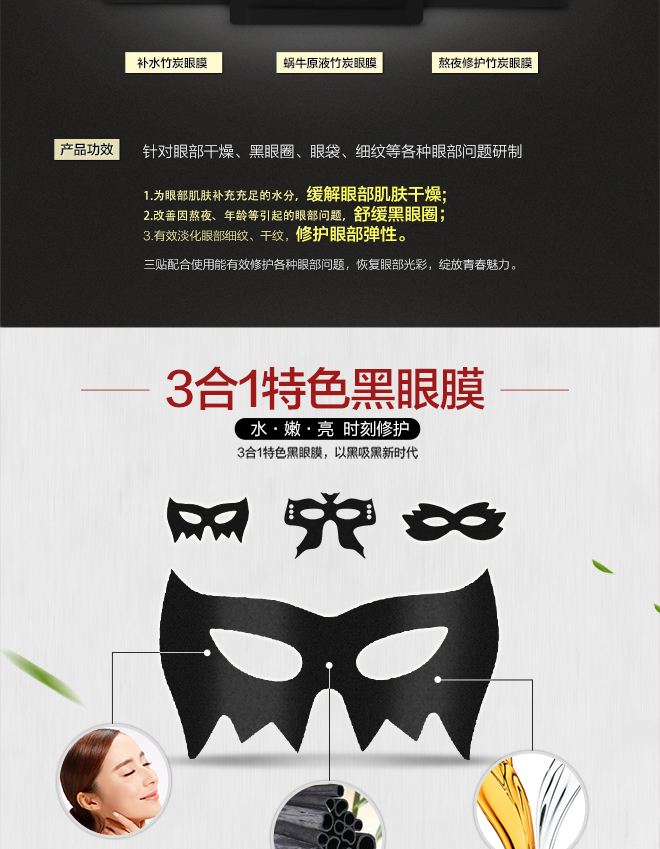 补水竹炭眼膜
蜗牛原液竹炭眼膜
熬夜修护竹炭眼膜
产品功效
针对眼部干燥、黑眼圈、眼袋、细纹等各种眼部问题研制
1.为眼部肌肤补充充足的水分，缓解眼部肌肤干燥；
2.改善因熬夜、年龄等引起的眼部问题，舒缓黑眼圈；
3.有效淡化眼部细纹、干纹，修护眼部弹性。
三贴配合使用能有效修护各种眼部问题，恢复眼部光彩，绽放青春魅力。
3合1特色黑眼膜
水·嫩·亮 时刻修护
3合1特色黑眼膜，以黑吸黑新时代